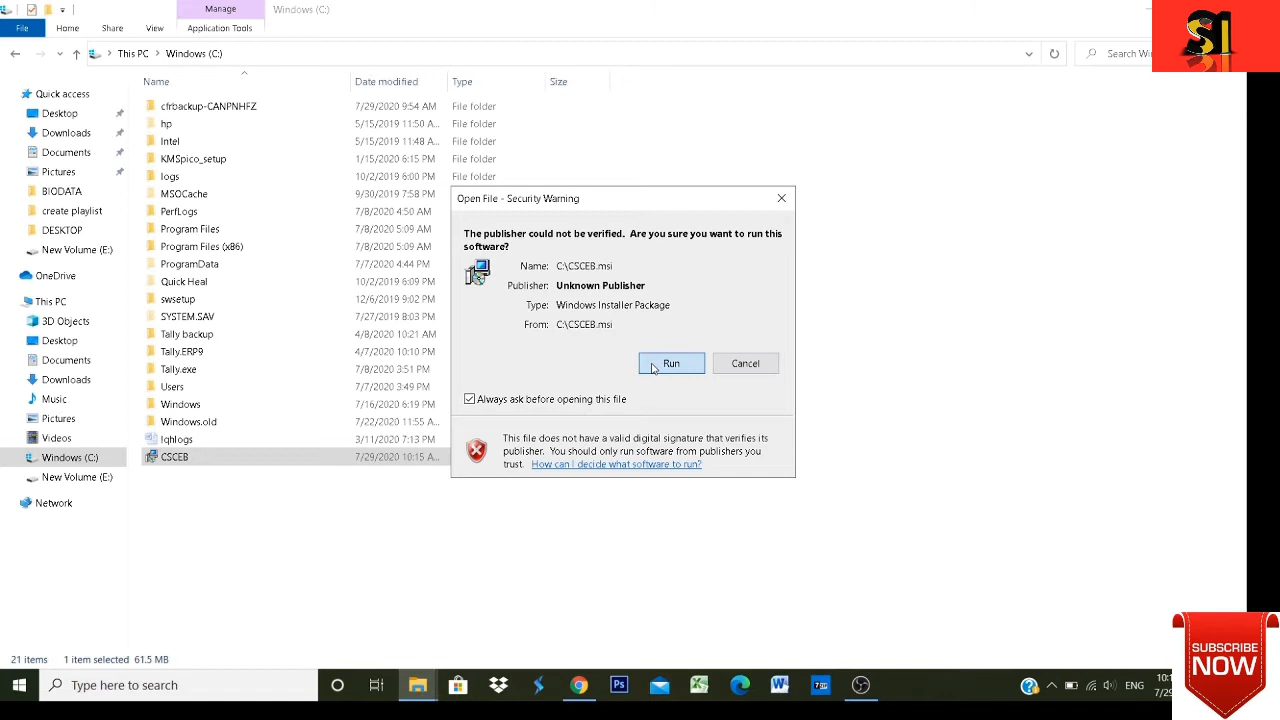 Manage
Windows (C:)
File Home Share View Application Tools
This PC Windows (C:)
Name Date modified Type Size
Quick access
Desktop
Downloads
Documents
Pictures
BIODATA
create playlist
DESKTOP
New Volume (E:)
OneDrive
This PC
3D Objects
Desktop
Documents
Downloads
Music
Pictures
Videos
Windows (C:)
New Volume (E:)
Network
cfrbackup-CANPNHFZ 7/29/2020 9:54 AM File folder
hp 5/15/2019 11:50 A... File folder
Intel 5/15/2019 11:48 A... File folder
KMSpico_setup 1/15/2020 6:15 PM File folder
logs 10/2/2019 6:00 PM File folder
MSOCache 9/30/2019 7:58 PM
PerfLogs 7/8/2020 4:50 AM
Program Files 7/8/2020 5:09 AM
Program Files (x86) 7/8/2020 5:09 AM
ProgramData 7/7/2020 4:44 PM
Quick Heal 10/2/2019 6:09 PM
swsetup 12/6/2019 9:02 PM
SYSTEM.SAV 7/27/2019 8:03 PM
Tally backup 4/8/2020 10:21 AM
Tally.ERP9 4/7/2020 10:10 PM
Tally.exe 7/8/2020 3:51 PM
Users 7/7/2020 3:49 PM
Windows 7/16/2020 6:19 PM
Windows.old 7/22/2020 11:55 A...
lqhlogs 3/11/2020 7:13 PM
CSCEB 7/29/2020 10:15 A...
Open File - Security Warning
The publisher could not be verified. Are you sure you want to run this
software?
Name: C:\CSCEB.msi
Publisher: Unknown Publisher
Type: Windows Installer Package
From: C:\CSCEB.msi
Run Cancel
Always ask before opening this file
This file does not have a valid digital signature that verifies its
publisher. You should only run software from publishers you
trust. How can I decide what software to run?
21 items 1 item selected 61.5 MB
Type here to search
Ps
ENG
SUBSCRIBE
NOW